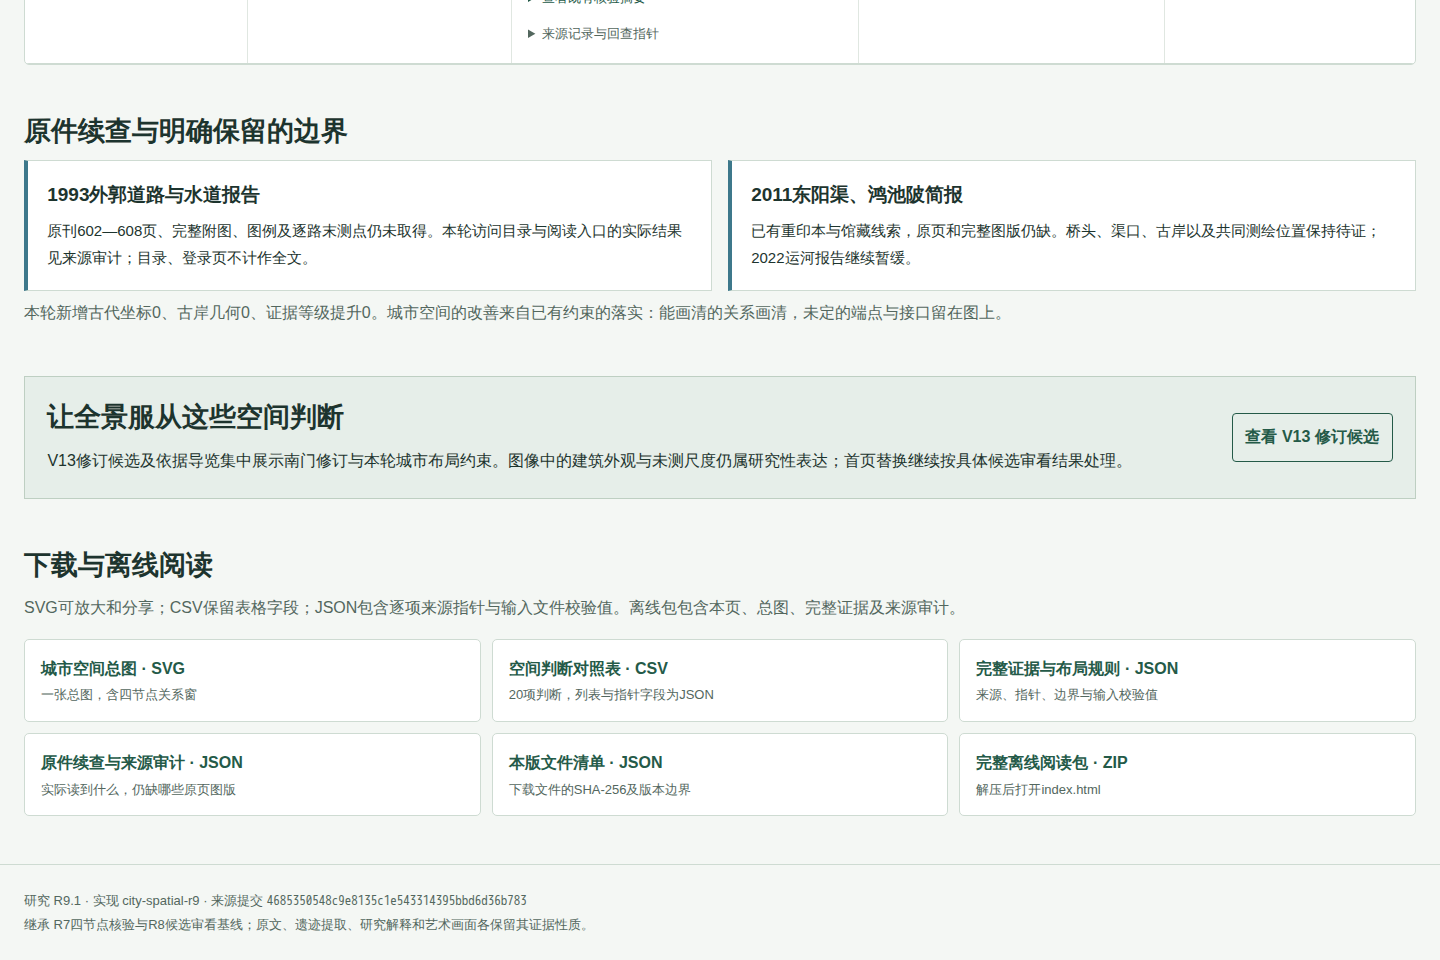 来源记录与回查指针
原件续查与明确保留的边界
1993外郭道路与水道报告
原刊602—608页、完整附图、图例及逐路末测点仍未取得。本轮访问目录与阅读入口的实际结果
见来源审计；目录、登录页不计作全文。
2011东阳渠、鸿池陂简报
已有重印本与馆藏线索，原页和完整图版仍缺。桥头、渠口、古岸以及共同测绘位置保持待证；
2022运河报告继续暂缓。
本轮新增古代坐标0、古岸几何0、证据等级提升0。城市空间的改善来自已有约束的落实：能画清的关系画清，未定的端点与接口留在图上。
让全景服从这些空间判断
V13修订候选及依据导览集中展示南门修订与本轮城市布局约束。图像中的建筑外观与未测尺度仍属研究性表达；首页替换继续按具体候选审看结果处理。
查看 V13 修订候选
下载与离线阅读
SVG可放大和分享；CSV保留表格字段；JSON包含逐项来源指针与输入文件校验值。离线包包含本页、总图、完整证据及来源审计。
城市空间总图 · SVG
一张总图，含四节点关系窗
空间判断对照表 · CSV
20项判断，列表与指针字段为JSON
完整证据与布局规则 · JSON
来源、指针、边界与输入校验值
原件续查与来源审计 · JSON
实际读到什么，仍缺哪些原页图版
本版文件清单 · JSON
下载文件的SHA-256及版本边界
完整离线阅读包 · ZIP
解压后打开index.html
研究 R9.1 · 实现 city-spatial-r9 · 来源提交 4685350548c9e8135c1e543314395bbd6d36b783
继承 R7四节点核验与R8候选审看基线；原文、遗迹提取、研究解释和艺术画面各保留其证据性质。